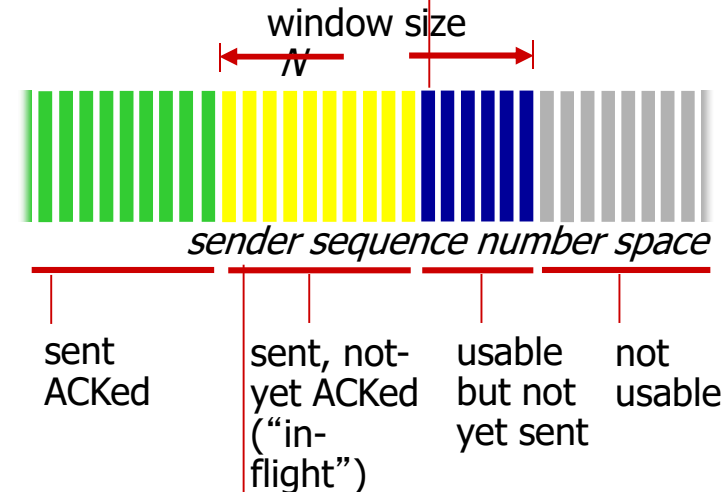 window size
N
sender sequence number space
sent
ACKed
sent, not-
yet ACKed
(“in-
flight”)
usable
but not
yet sent
not
usable